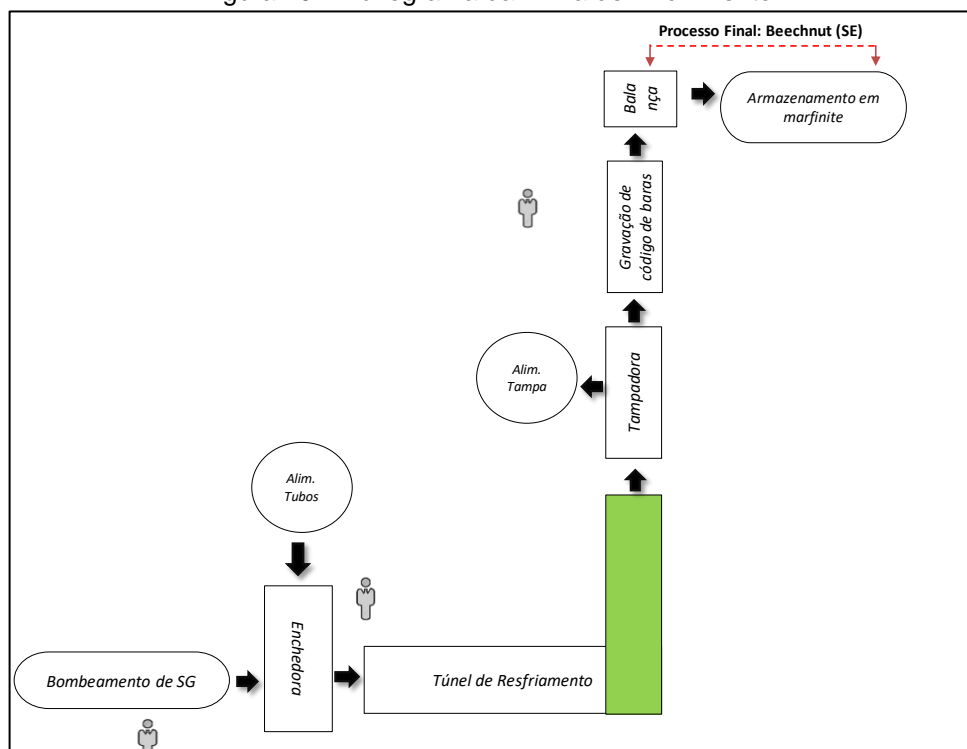 Processo Final: Beechnut (SE)
Bala
nça
Armazenamento em
marfinite
Gravação de
código de baras
Alim.
Tampa
Tampadora
Alim.
Tubos
Enchedora
Bombeamento de SG
Túnel de Resfriamento